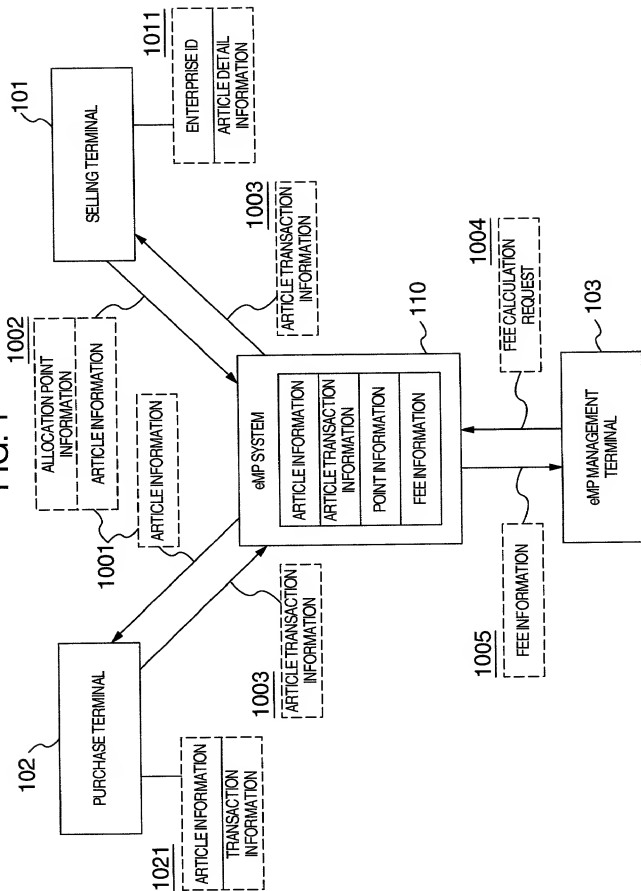 FIG. 1
101
SELLING TERMINAL
1011
ENTERPRISE ID
ARTICLE DETAIL
INFORMATION
1002
ALLOCATION POINT
INFORMATION
ARTICLE INFORMATION
1003
ARTICLE TRANSACTION
INFORMATION
1001
ARTICLE INFORMATION
102
PURCHASE TERMINAL
1021
ARTICLE INFORMATION
TRANSACTION
INFORMATION
1003
ARTICLE TRANSACTION
INFORMATION
110
eMP SYSTEM
ARTICLE INFORMATION
ARTICLE TRANSACTION
INFORMATION
POINT INFORMATION
FEE INFORMATION
1004
FEE CALCULATION
REQUEST
1005
FEE INFORMATION
103
eMP MANAGEMENT
TERMINAL